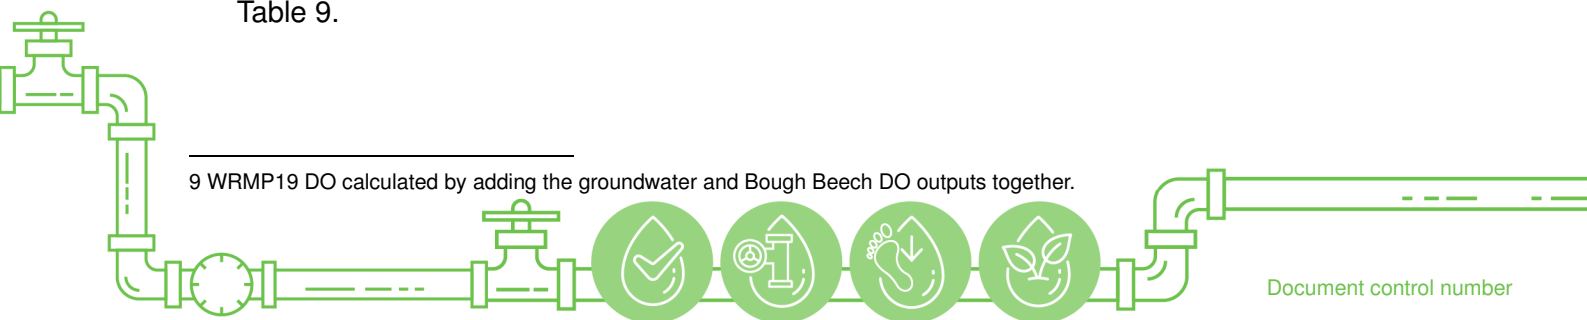 Table 9.
9 WRMP19 DO calculated by adding the groundwater and Bough Beech DO outputs together.
Document control number